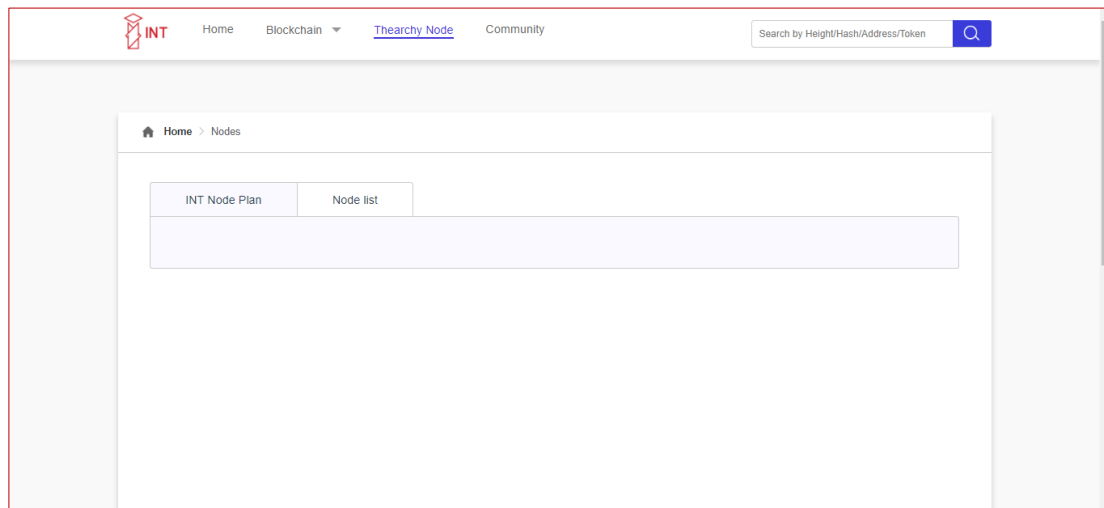 INT Home Blockchain Thearchy Node Community Search by Height/Hash/Address/Token
Home > Nodes
INT Node Plan Node list